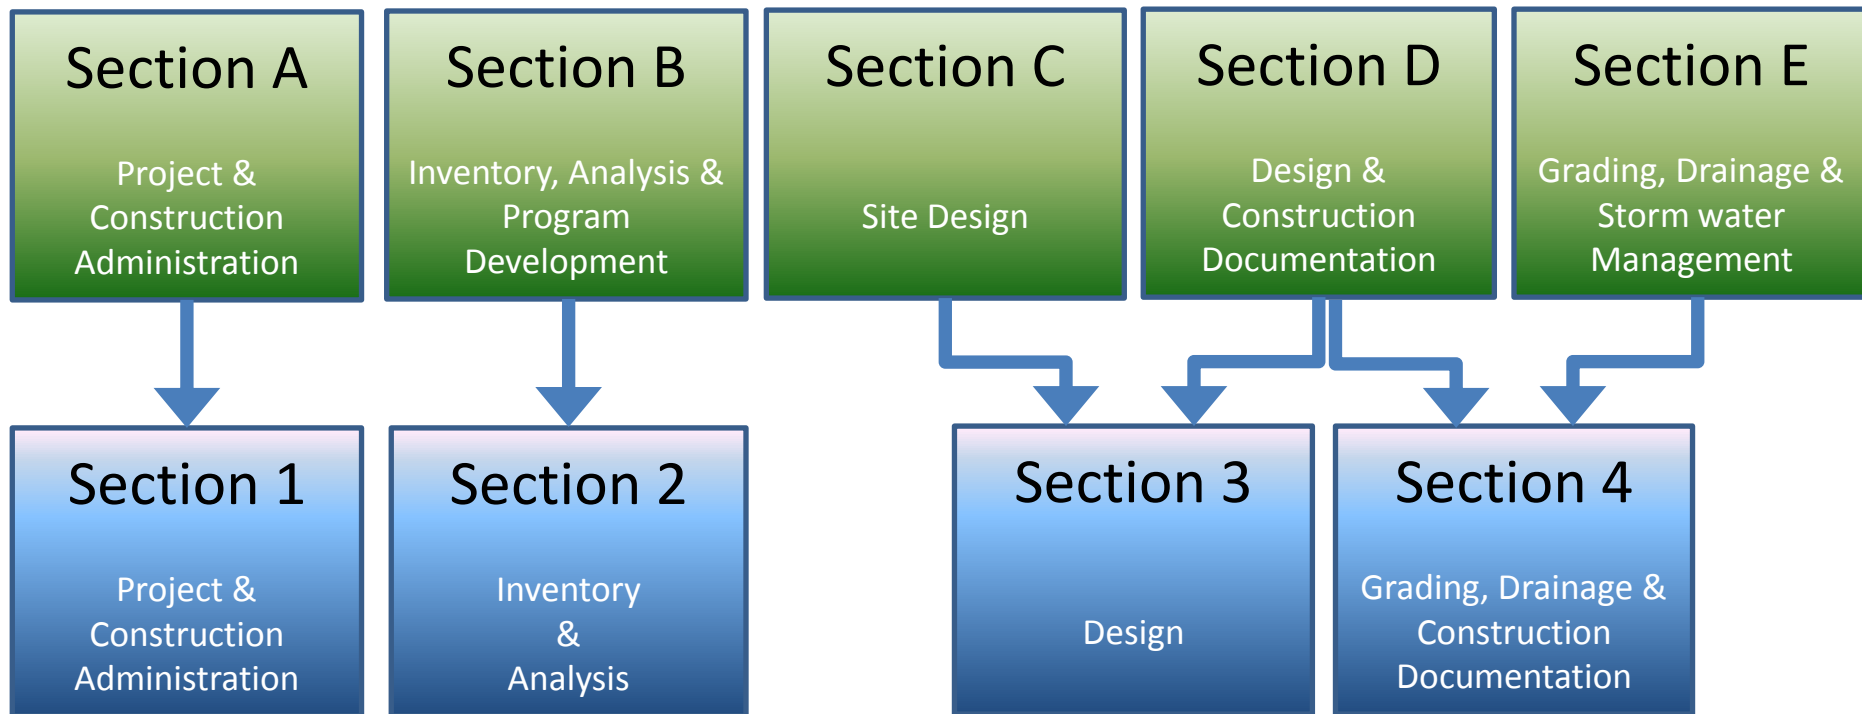 Section A
Project &
Construction
Administration
Section B
Inventory, Analysis &
Program
Development
Section C
Site Design
Section D
Design &
Construction
Documentation
Section E
Grading, Drainage &
Storm water
Management
Section 1
Project &
Construction
Administration
Section 2
Inventory
&
Analysis
Section 3
Design
Section 4
Grading, Drainage &
Construction
Documentation